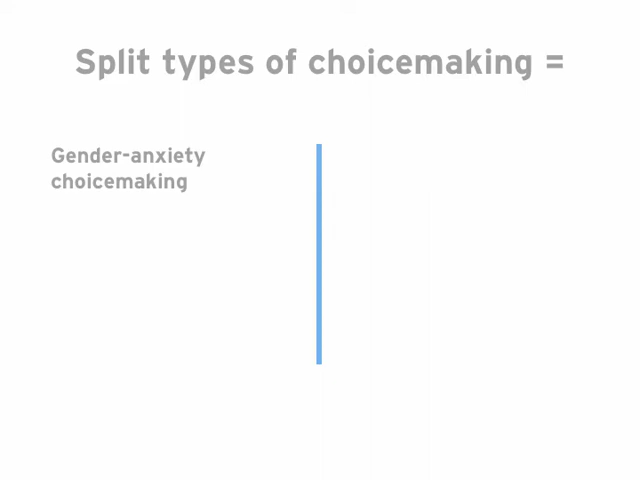 Split types of choicemaking =
Gender-anxiety
choicemaking